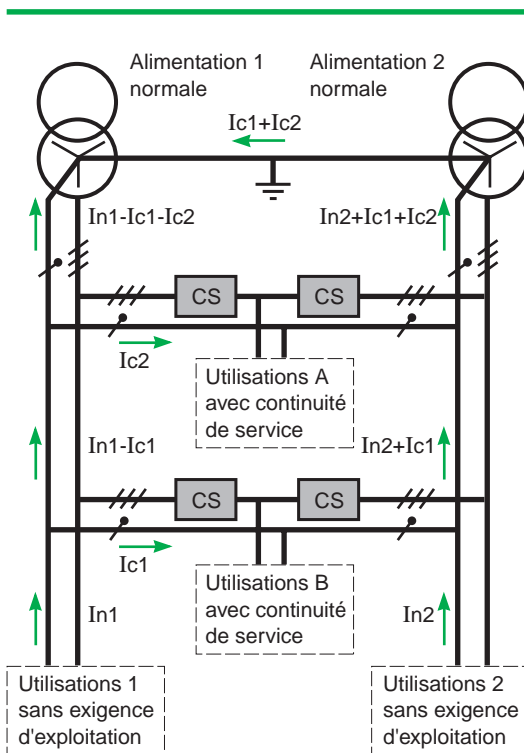 Alimentation 1
normale
Alimentation 2
normale
Ic1+Ic2
In1-Ic1-Ic2
In2+Ic1+Ic2
CS
CS
Ic2
Utilisations A
avec continuité
de service
In1-Ic1
In2+Ic1
CS
CS
Ic1
Utilisations B
avec continuité
de service
In1
In2
Utilisations 1
sans exigence
d'exploitation
Utilisations 2
sans exigence
d'exploitation